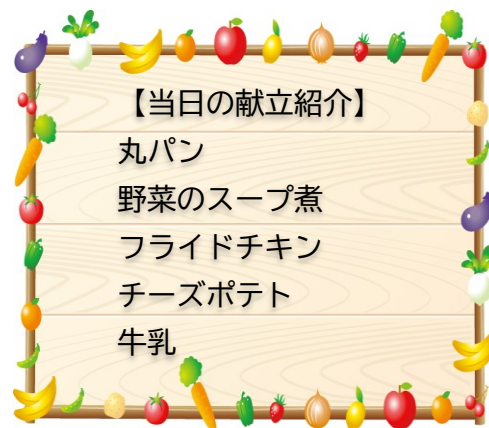 【当日の献立紹介】
丸パン
野菜のスープ煮
フライドチキン
チーズポテト
牛乳